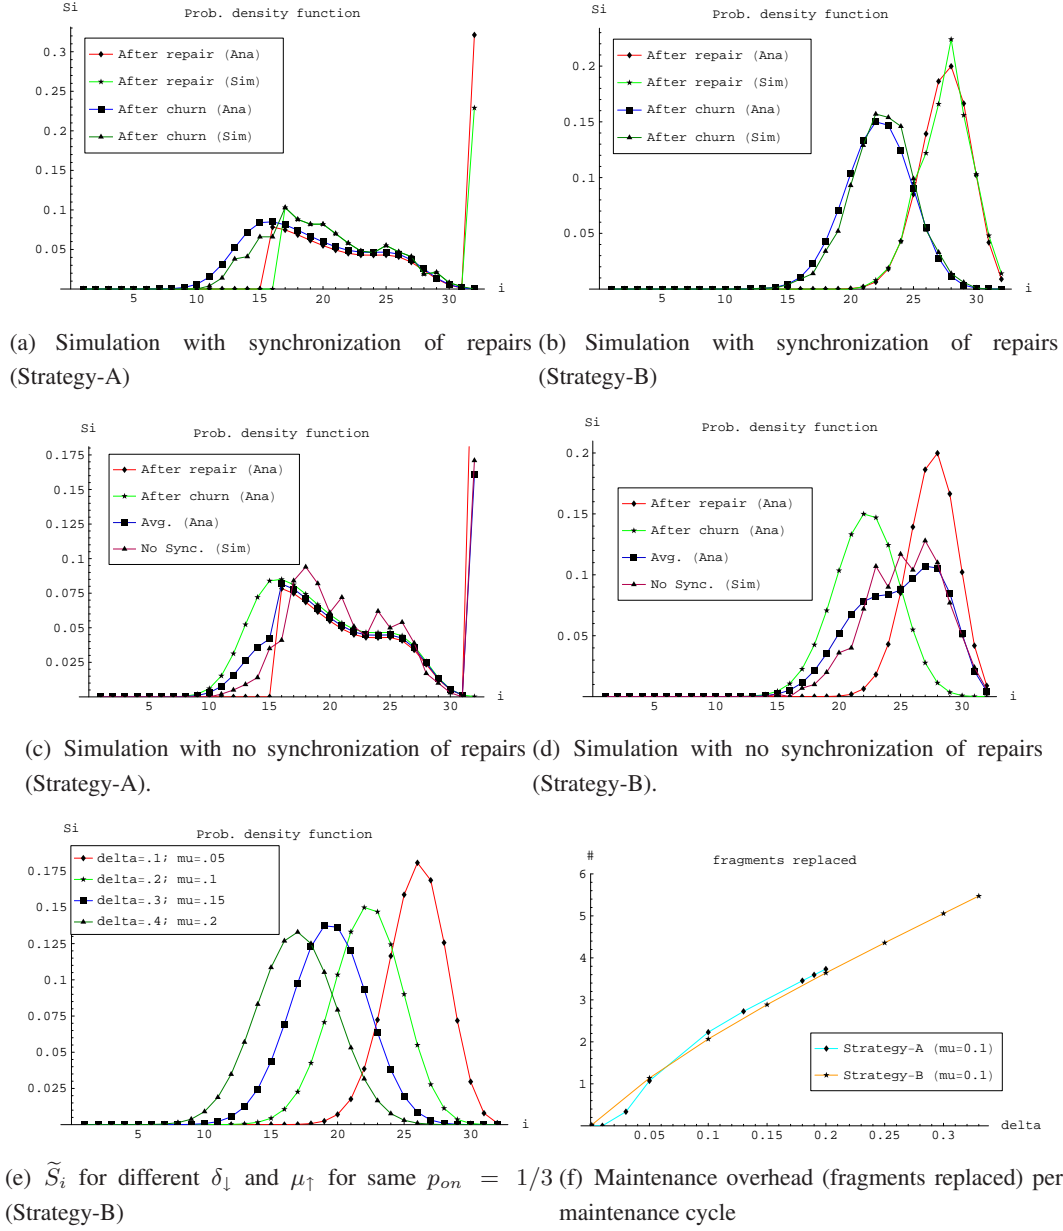 Si
Prob. density function
After repair (Ana)
After repair (Sim)
After churn (Ana)
After churn (Sim)
0.3
0.25
0.2
0.15
0.1
0.05
5 10 15 20 25 30
i
(a) Simulation with synchronization of repairs
(Strategy-A)
Si
Prob. density function
After repair (Ana)
After repair (Sim)
After churn (Ana)
After churn (Sim)
0.2
0.15
0.1
0.05
5 10 15 20 25 30
i
(b) Simulation with synchronization of repairs
(Strategy-B)
Si
Prob. density function
After repair (Ana)
After churn (Ana)
Avg. (Ana)
No Sync. (Sim)
0.175
0.15
0.125
0.1
0.075
0.05
0.025
5 10 15 20 25 30
i
(c) Simulation with no synchronization of repairs
(Strategy-A).
Si
Prob. density function
After repair (Ana)
After churn (Ana)
Avg. (Ana)
No Sync. (Sim)
0.2
0.15
0.1
0.05
5 10 15 20 25 30
i
(d) Simulation with no synchronization of repairs
(Strategy-B).
Si
Prob. density function
delta=.1; mu=.05
delta=.2; mu=.1
delta=.3; mu=.15
delta=.4; mu=.2
0.175
0.15
0.125
0.1
0.075
0.05
0.025
5 10 15 20 25 30
i
(e) S̃ᵢ for different δ↓ and μ↑ for same pₒₙ = 1/3
(Strategy-B)
#
fragments replaced
6
5
4
3
2
1
Strategy-A (mu=0.1)
Strategy-B (mu=0.1)
0.05 0.1 0.15 0.2 0.25 0.3
delta
(f) Maintenance overhead (fragments replaced) per
maintenance cycle